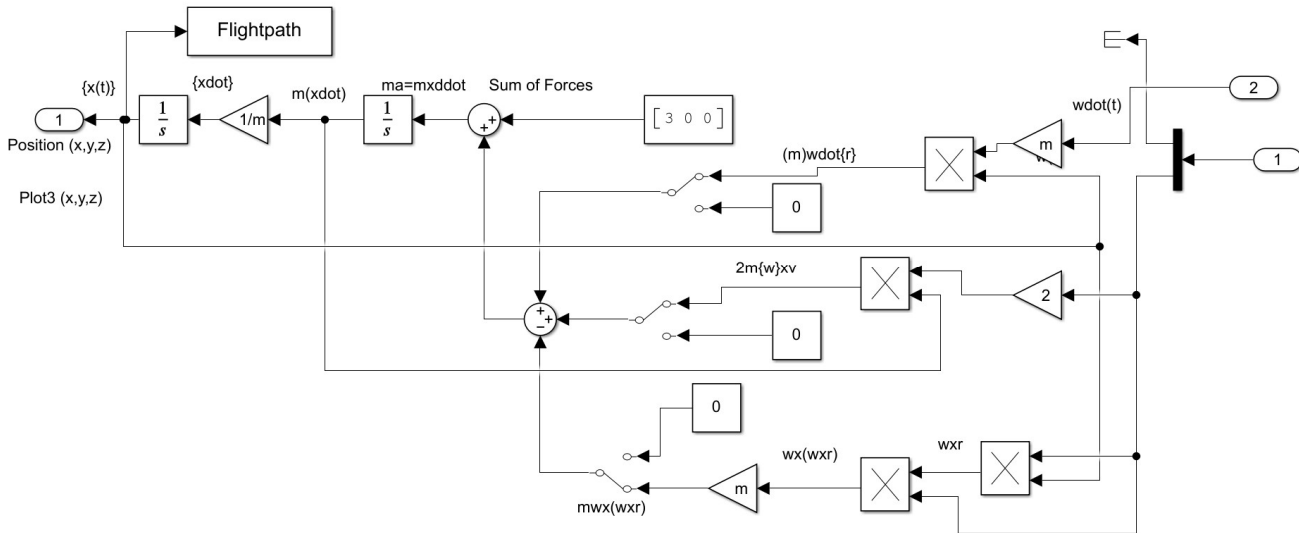 Flightpath
{x(t)}
{xdot}
m(xdot)
ma=mxddot
Sum of Forces
1
1
s
1/m
1
s
+
+
[ 3 0 0 ]
wdot(t)
2
m
1
Position (x,y,z)
Plot3 (x,y,z)
(m)wdot{r}
0
2m{w}xv
2
+
+
−
0
0
wx(wxr)
wxr
m
mwx(wxr)